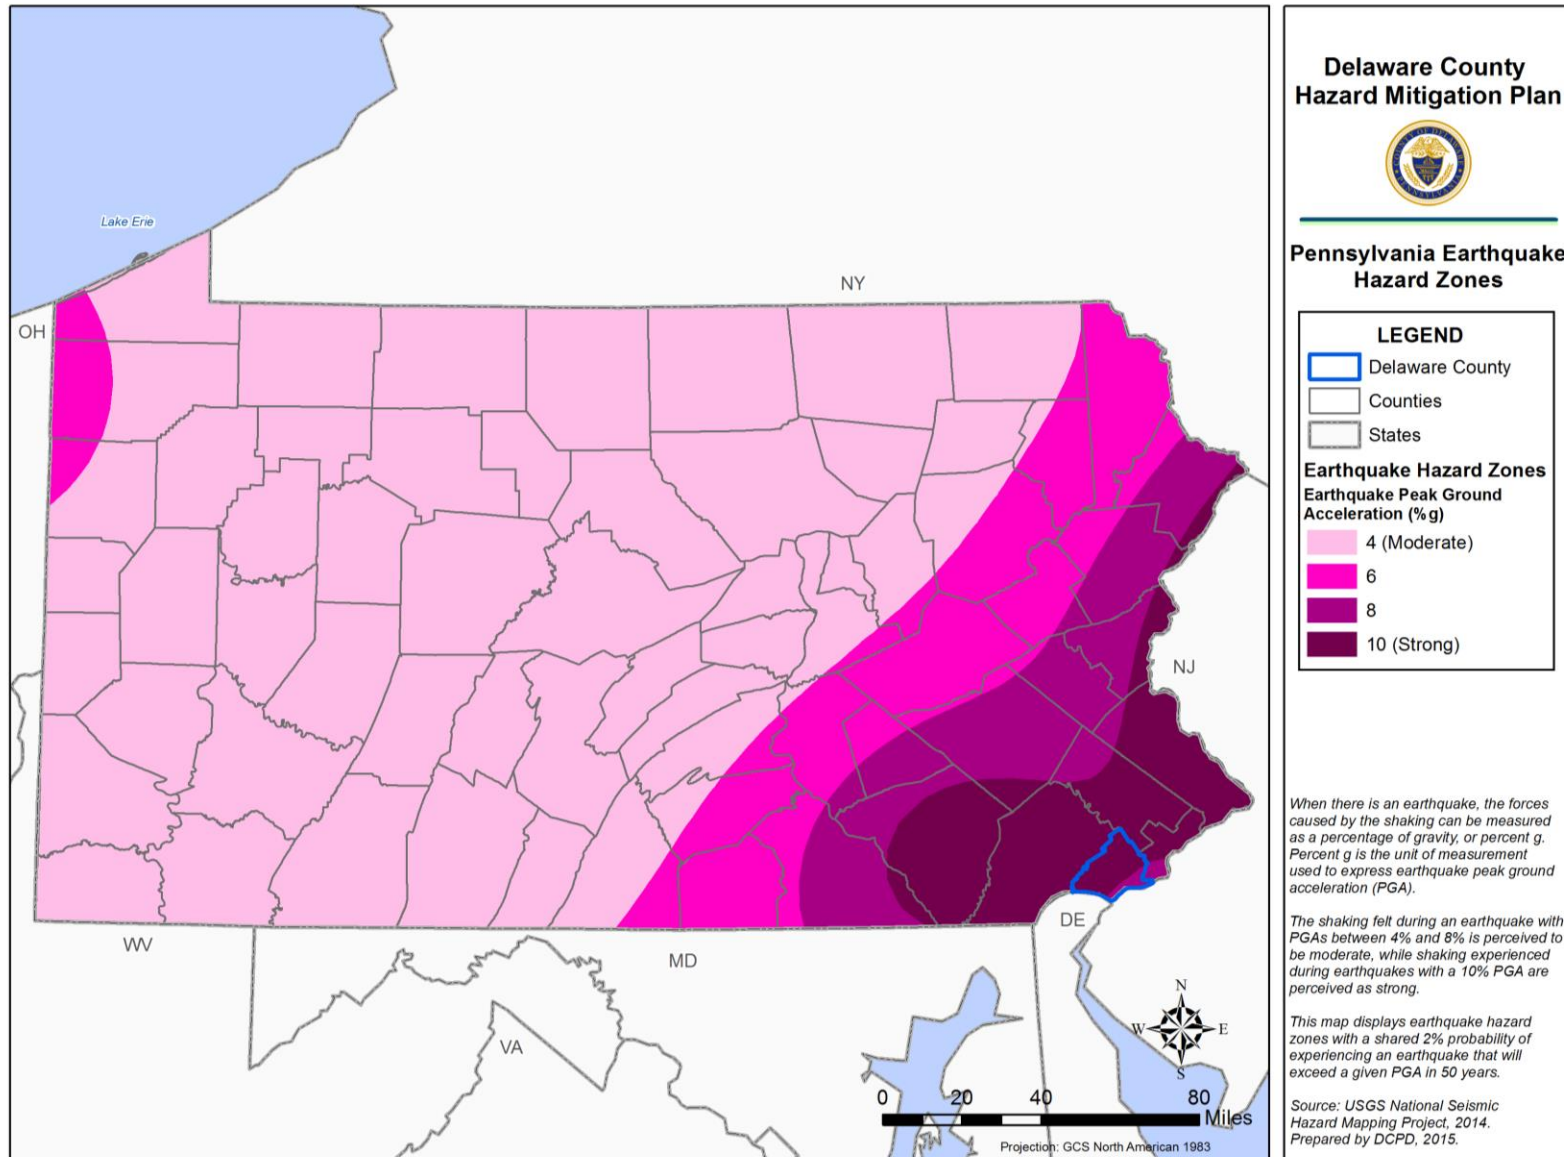 Lake Erie
NY
OH
NJ
DE
WV
MD
VA
N
W
E
S
0 20 40 80
Miles
Projection: GCS North American 1983
Delaware County
Hazard Mitigation Plan
COUNTY OF DELAWARE
PENNSYLVANIA
Pennsylvania Earthquake
Hazard Zones
LEGEND
Delaware County
Counties
States
Earthquake Hazard Zones
Earthquake Peak Ground
Acceleration (%g)
4 (Moderate)
6
8
10 (Strong)
When there is an earthquake, the forces
caused by the shaking can be measured
as a percentage of gravity, or percent g.
Percent g is the unit of measurement
used to express earthquake peak ground
acceleration (PGA).
The shaking felt during an earthquake with
PGAs between 4% and 8% is perceived to
be moderate, while shaking experienced
during earthquakes with a 10% PGA are
perceived as strong.
This map displays earthquake hazard
zones with a shared 2% probability of
experiencing an earthquake that will
exceed a given PGA in 50 years.
Source: USGS National Seismic
Hazard Mapping Project, 2014.
Prepared by DCPD, 2015.